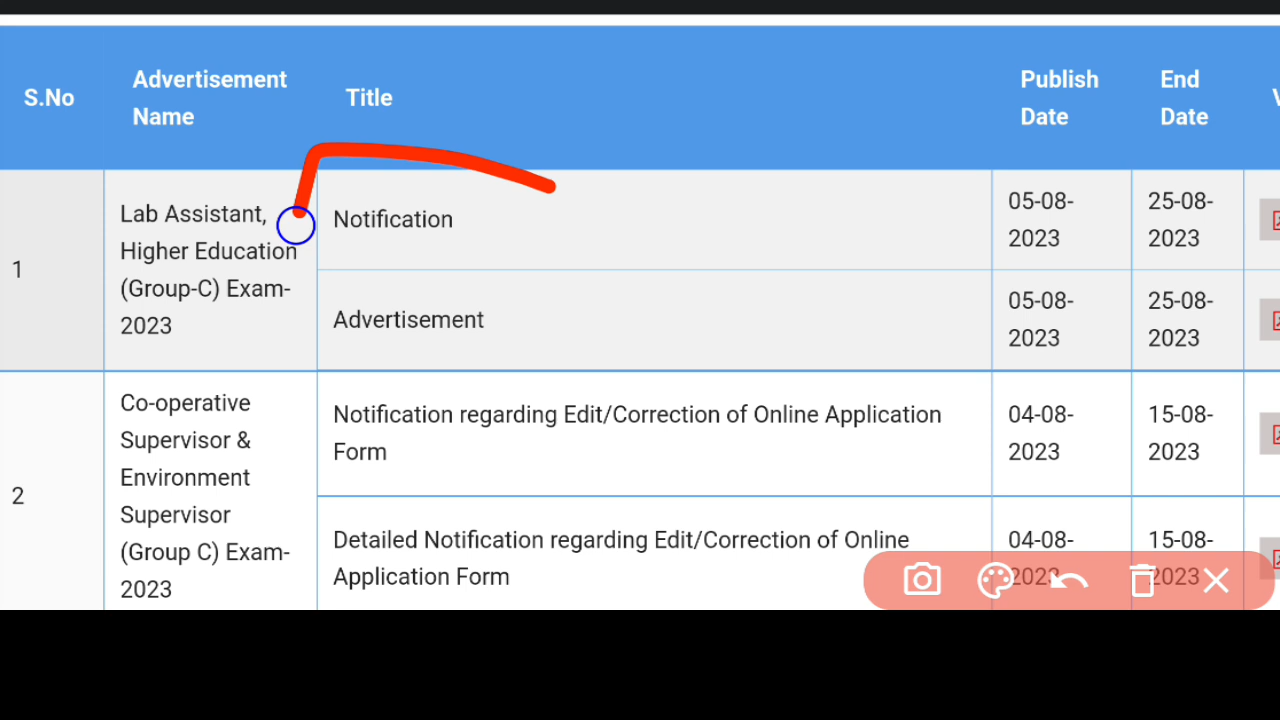 S.No
Advertisement
Name
Title
Publish
Date
End
Date
1
Lab Assistant,
Higher Education
(Group-C) Exam-
2023
Notification
05-08-
2023
25-08-
2023
Advertisement
05-08-
2023
25-08-
2023
2
Co-operative
Supervisor &
Environment
Supervisor
(Group C) Exam-
2023
Notification regarding Edit/Correction of Online Application
Form
04-08-
2023
15-08-
2023
Detailed Notification regarding Edit/Correction of Online
Application Form
04-08-
2023
15-08-
2023